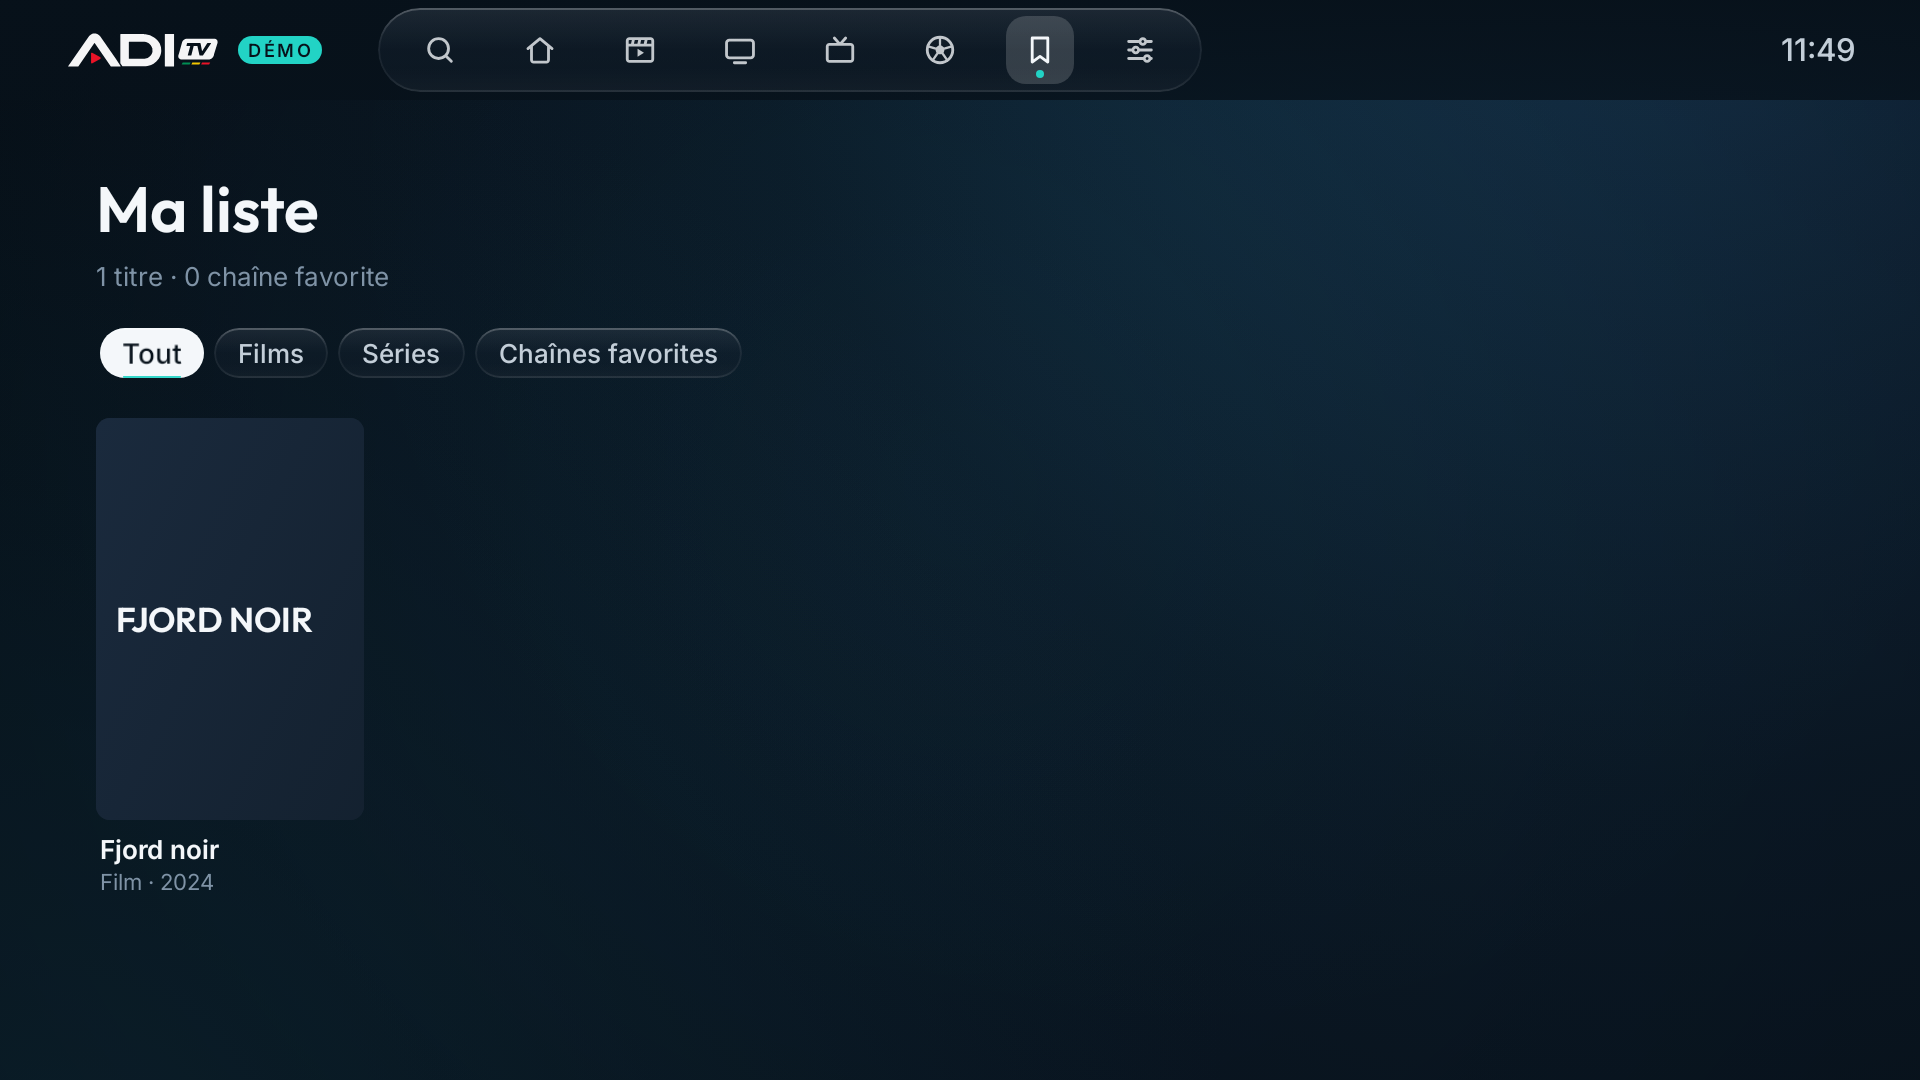 ADI TV DÉMO
11:49
Ma liste
1 titre · 0 chaîne favorite
Tout Films Séries Chaînes favorites
FJORD NOIR
Fjord noir
Film · 2024